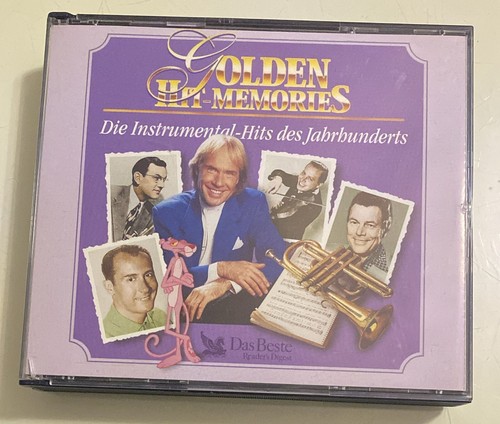 GOLDEN
HIT-MEMORIES
Die Instrumental-Hits des Jahrhunderts
Das Beste
Reader's Digest